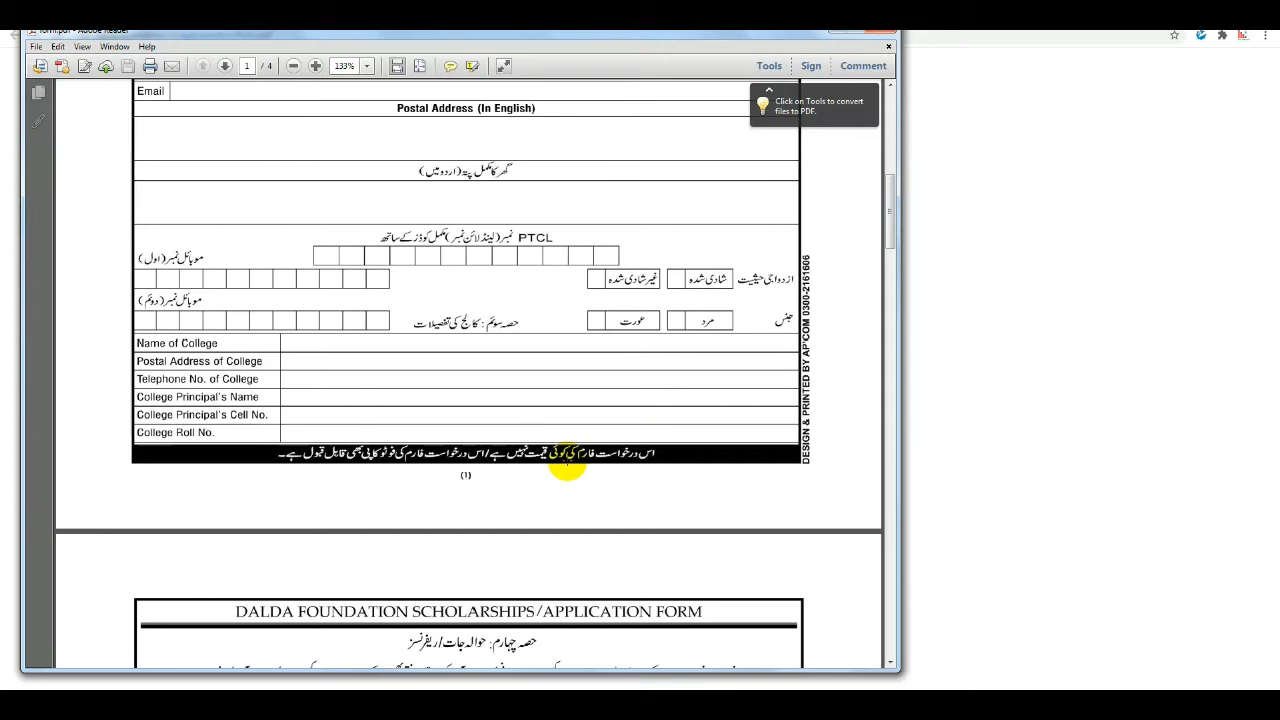 form.pdf - Adobe Reader
File Edit View Window Help
1 / 4 133% Tools Sign Comment
Click on Tools to convert
files to PDF.
Email
Postal Address (In English)
گھر کا مکمل پتہ (اردو میں)
PTCL نمبر (لینڈ لائن نمبر) مکمل کوڈز کے ساتھ
موبائل نمبر (اول)
ازدواجی حیثیت شادی شدہ غیر شادی شدہ
موبائل نمبر (دوئم)
جنس مرد عورت
حصہ سوئم : کالج کی تفصیلات
Name of College
Postal Address of College
Telephone No. of College
College Principal's Name
College Principal's Cell No.
College Roll No.
اس درخواست فارم کی کوئی قیمت نہیں ہے / اس درخواست فارم کی فوٹو کاپی بھی قابل قبول ہے۔
(1)
DESIGN & PRINTED BY AP'COM 0300-2161606
DALDA FOUNDATION SCHOLARSHIPS/APPLICATION FORM
حصہ چہارم: حوالہ جات/ریفرنسز